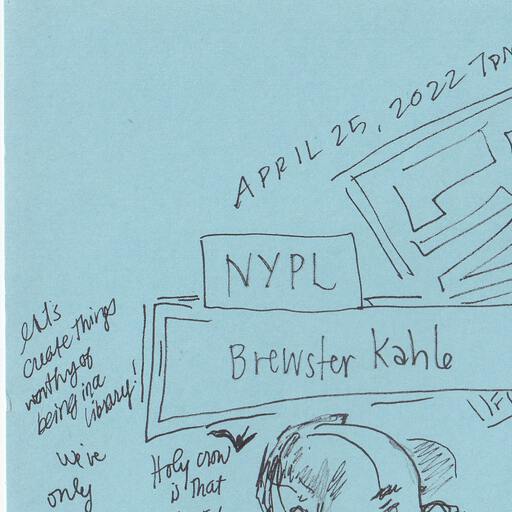 APRIL 25, 2022 7PM
NYPL
Brewster Kahle
let's
create things
worthy of
being in a
library!
We've
only
Holy crow
is that